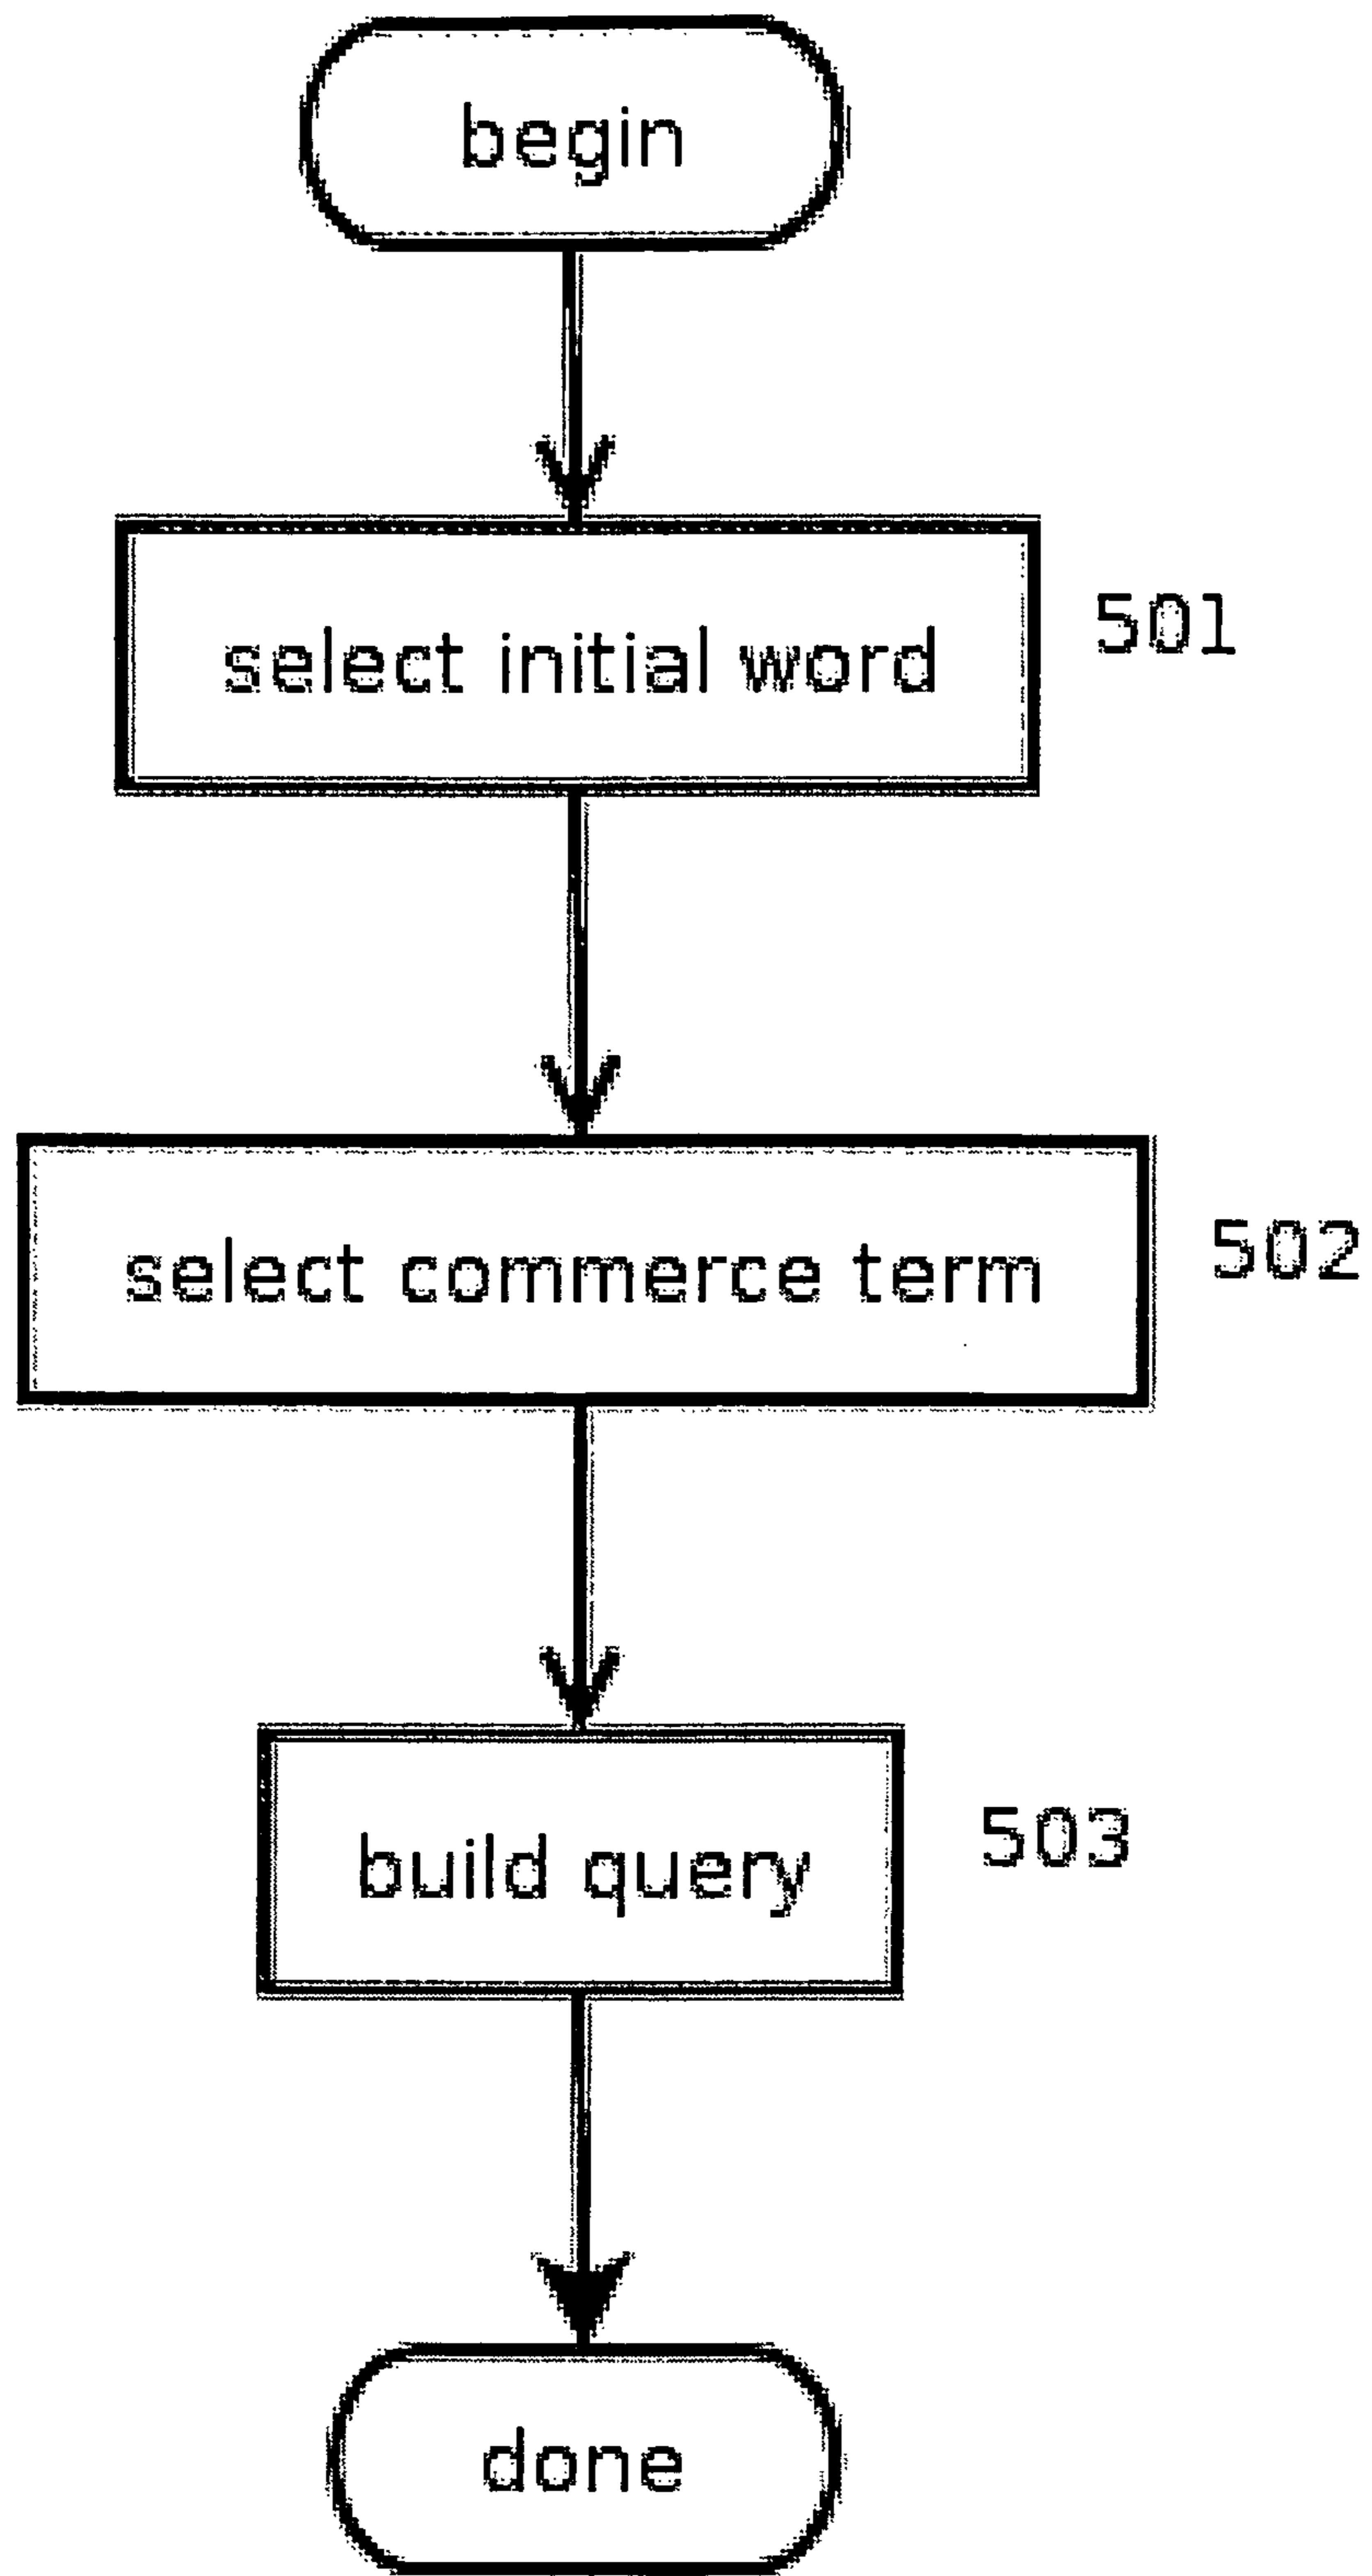 begin
select initial word
501
select commerce term
502
build query
503
done